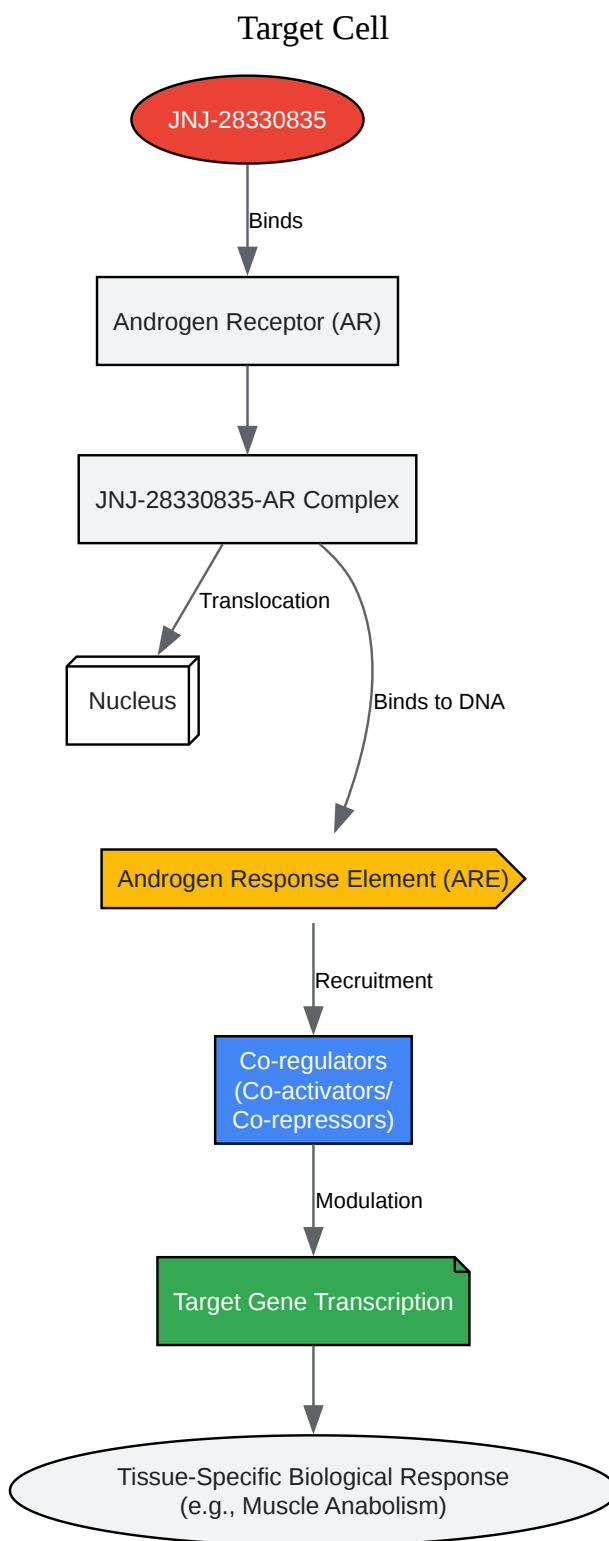 Target Cell
JNJ-28330835
Binds
Androgen Receptor (AR)
JNJ-28330835-AR Complex
Translocation
Nucleus
Binds to DNA
Androgen Response Element (ARE)
Recruitment
Co-regulators
(Co-activators/
Co-repressors)
Modulation
Target Gene Transcription
Tissue-Specific Biological Response
(e.g., Muscle Anabolism)